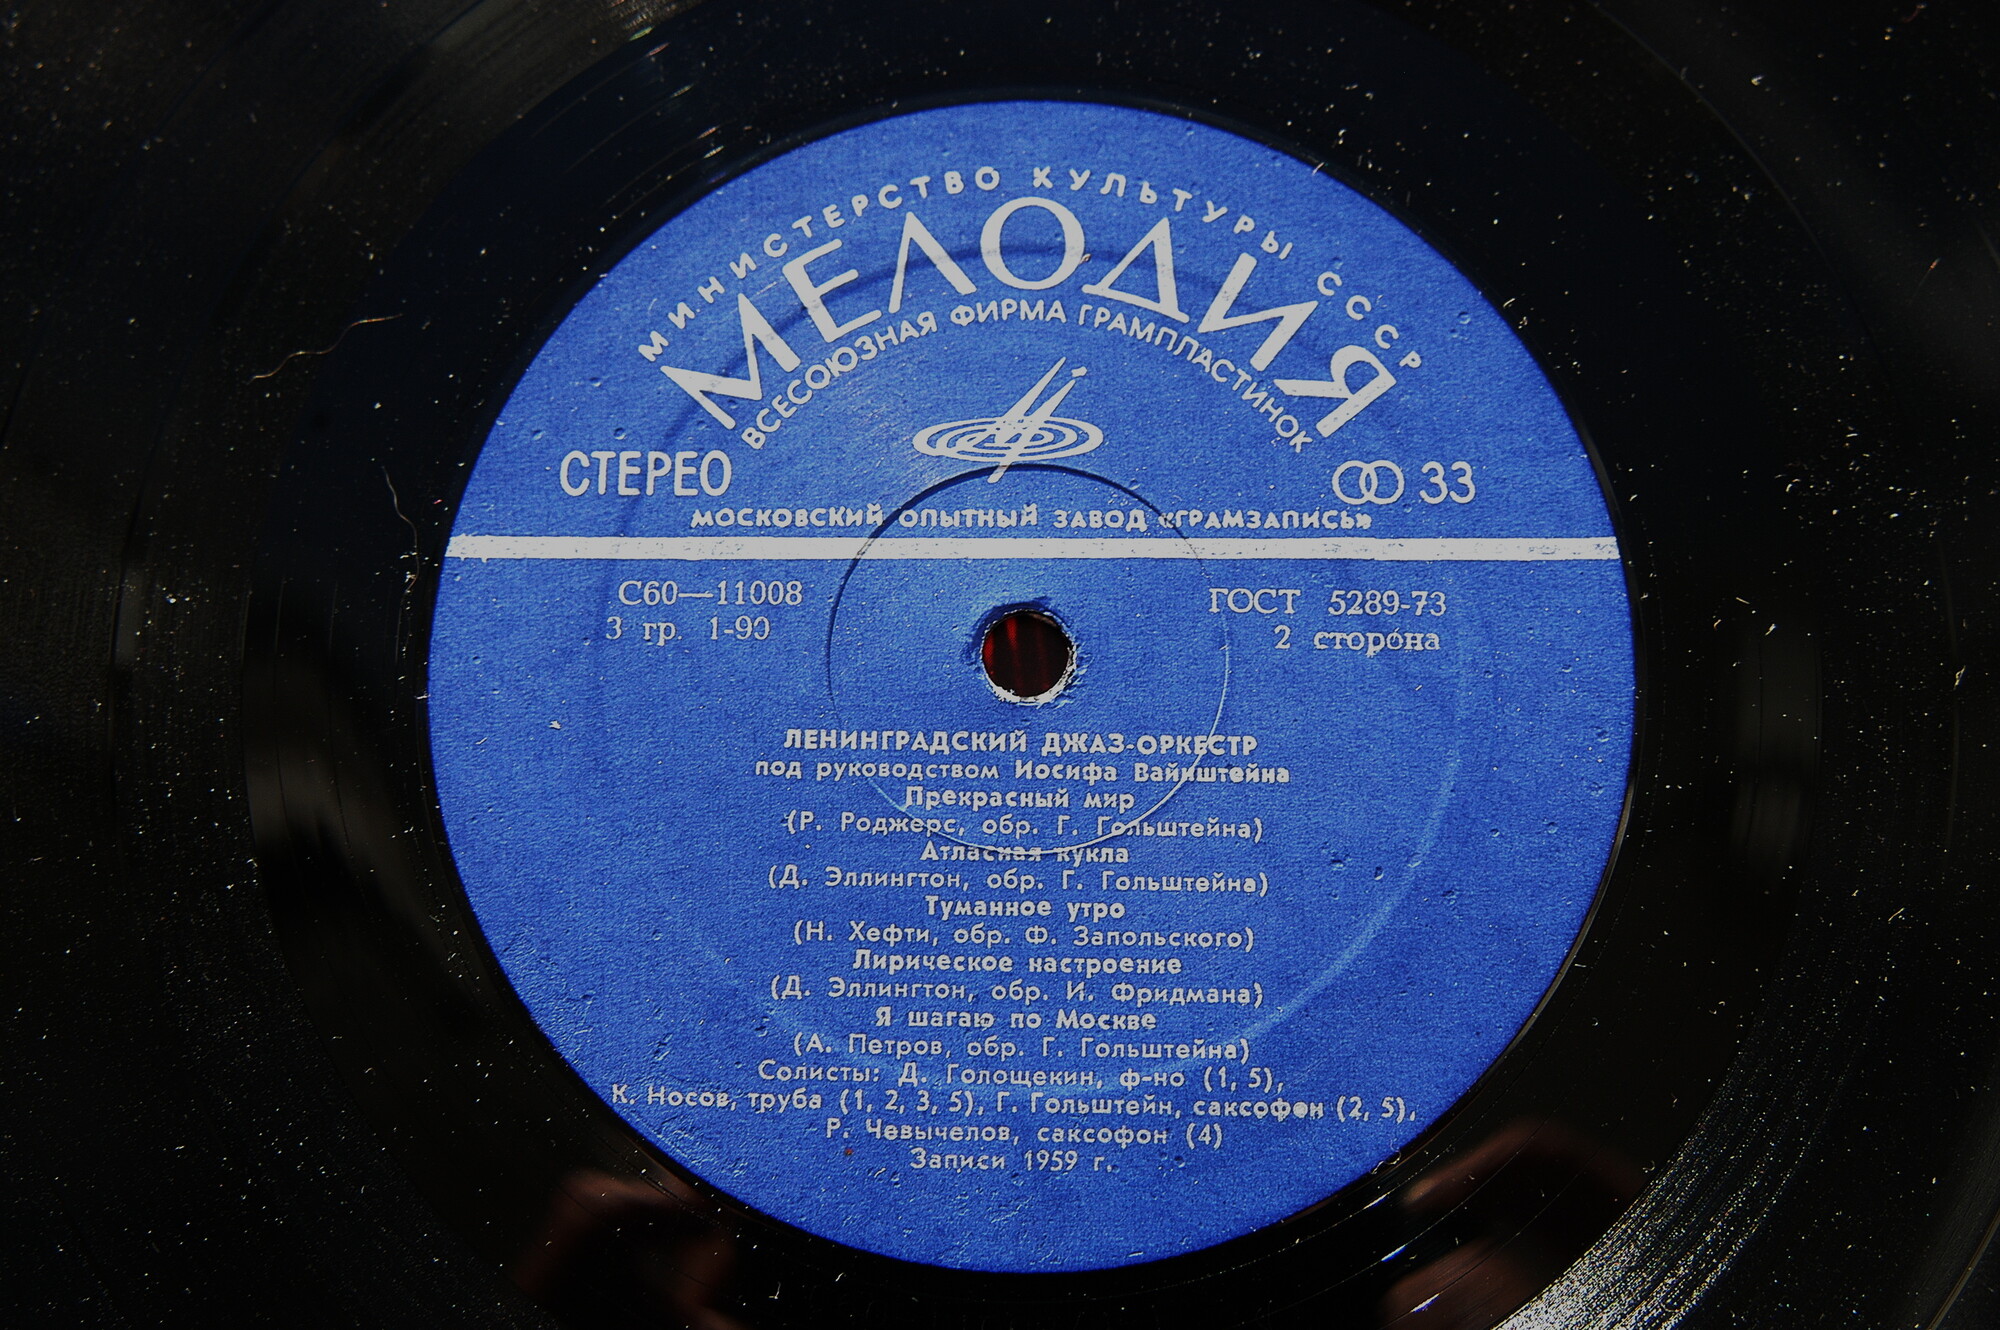 МИНИСТЕРСТВО КУЛЬТУРЫ СССР
МЕЛОДИЯ
ВСЕСОЮЗНАЯ ФИРМА ГРАМПЛАСТИНОК
СТЕРЕО
33
МОСКОВСКИЙ ОПЫТНЫЙ ЗАВОД «ГРАМЗАПИСЬ»
С60—11008
ГОСТ 5289-73
3 гр. 1-90
2 сторона
ЛЕНИНГРАДСКИЙ ДЖАЗ-ОРКЕСТР
под руководством Иосифа Вайнштейна
Прекрасный мир
(Р. Роджерс, обр. Г. Гольштейна)
Атласная кукла
(Д. Эллингтон, обр. Г. Гольштейна)
Туманное утро
(Н. Хефти, обр. Ф. Запольского)
Лирическое настроение
(Д. Эллингтон, обр. И. Фридмана)
Я шагаю по Москве
(А. Петров, обр. Г. Гольштейна)
Солисты: Д. Голощекин, ф-но (1, 5),
К. Носов, труба (1, 2, 3, 5), Г. Гольштейн, саксофон (2, 5),
Р. Чевычелов, саксофон (4)
Записи 1959 г.